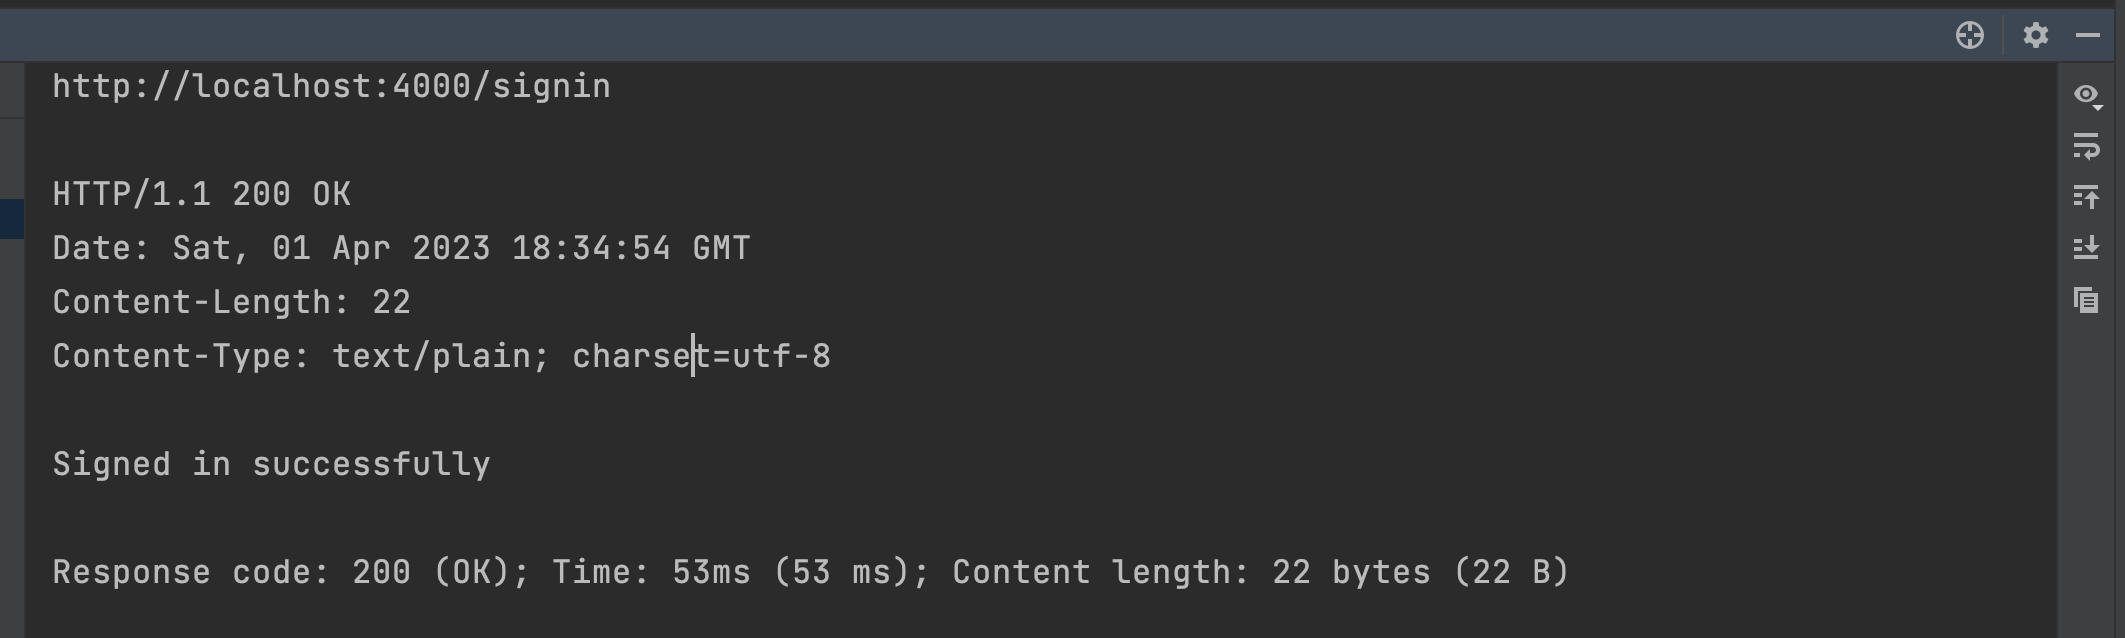 http://localhost:4000/signin
HTTP/1.1 200 OK
Date: Sat, 01 Apr 2023 18:34:54 GMT
Content-Length: 22
Content-Type: text/plain; charset=utf-8
Signed in successfully
Response code: 200 (OK); Time: 53ms (53 ms); Content length: 22 bytes (22 B)